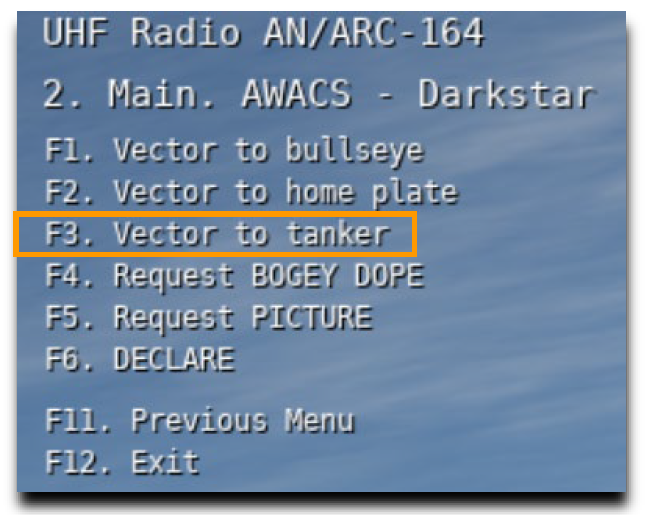 UHF Radio AN/ARC-164
2. Main. AWACS - Darkstar
F1. Vector to bullseye
F2. Vector to home plate
F3. Vector to tanker
F4. Request BOGEY DOPE
F5. Request PICTURE
F6. DECLARE
F11. Previous Menu
F12. Exit